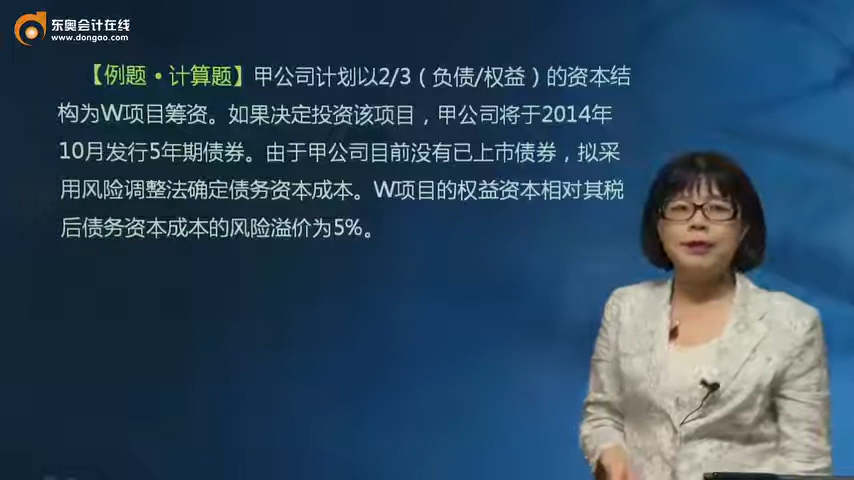 东奥会计在线
www.dongao.com
【例题•计算题】甲公司计划以2/3（负债/权益）的资本结
构为W项目筹资。如果决定投资该项目，甲公司将于2014年
10月发行5年期债券。由于甲公司目前没有已上市债券，拟采
用风险调整法确定债务资本成本。W项目的权益资本相对其税
后债务资本成本的风险溢价为5%。